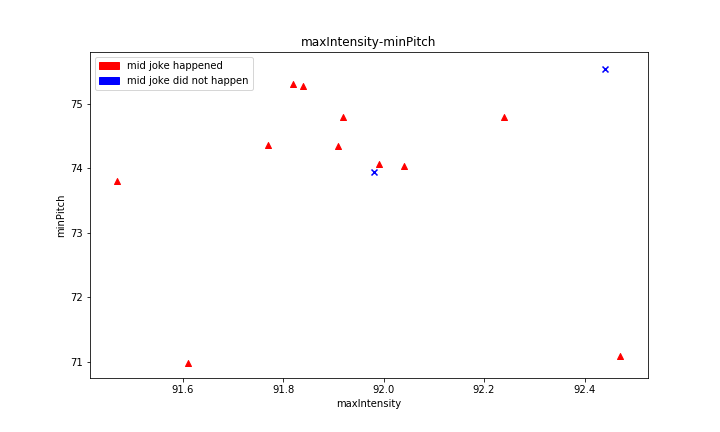 maxIntensity-minPitch
mid joke happened
mid joke did not happen
75
74
73
72
71
minPitch
91.6 91.8 92.0 92.2 92.4
maxIntensity